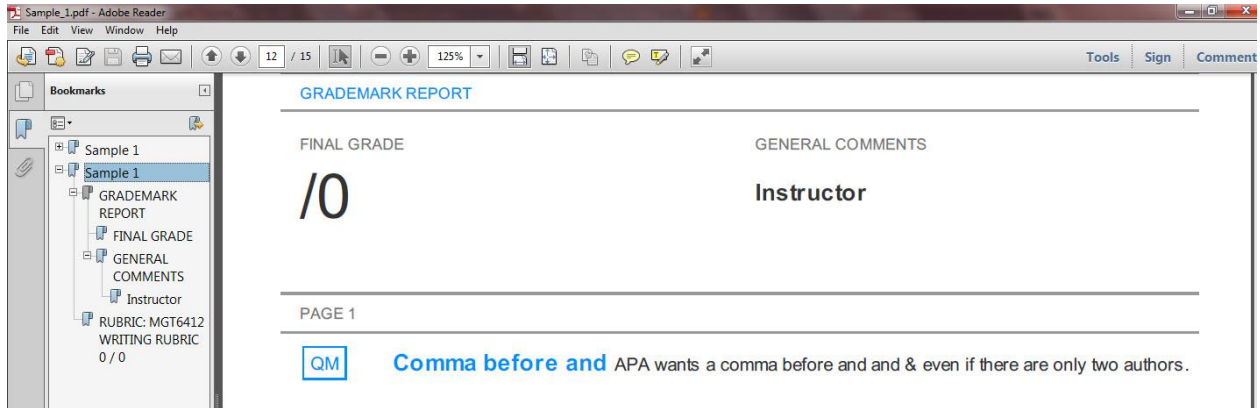 Sample_1.pdf - Adobe Reader
File Edit View Window Help
12 / 15 125% Tools Sign Comment
Bookmarks
Sample 1
Sample 1
GRADEMARK
REPORT
FINAL GRADE
GENERAL
COMMENTS
Instructor
RUBRIC: MGT6412
WRITING RUBRIC
0 / 0
GRADEMARK REPORT
FINAL GRADE
/0
GENERAL COMMENTS
Instructor
PAGE 1
QM Comma before and APA wants a comma before and and & even if there are only two authors.